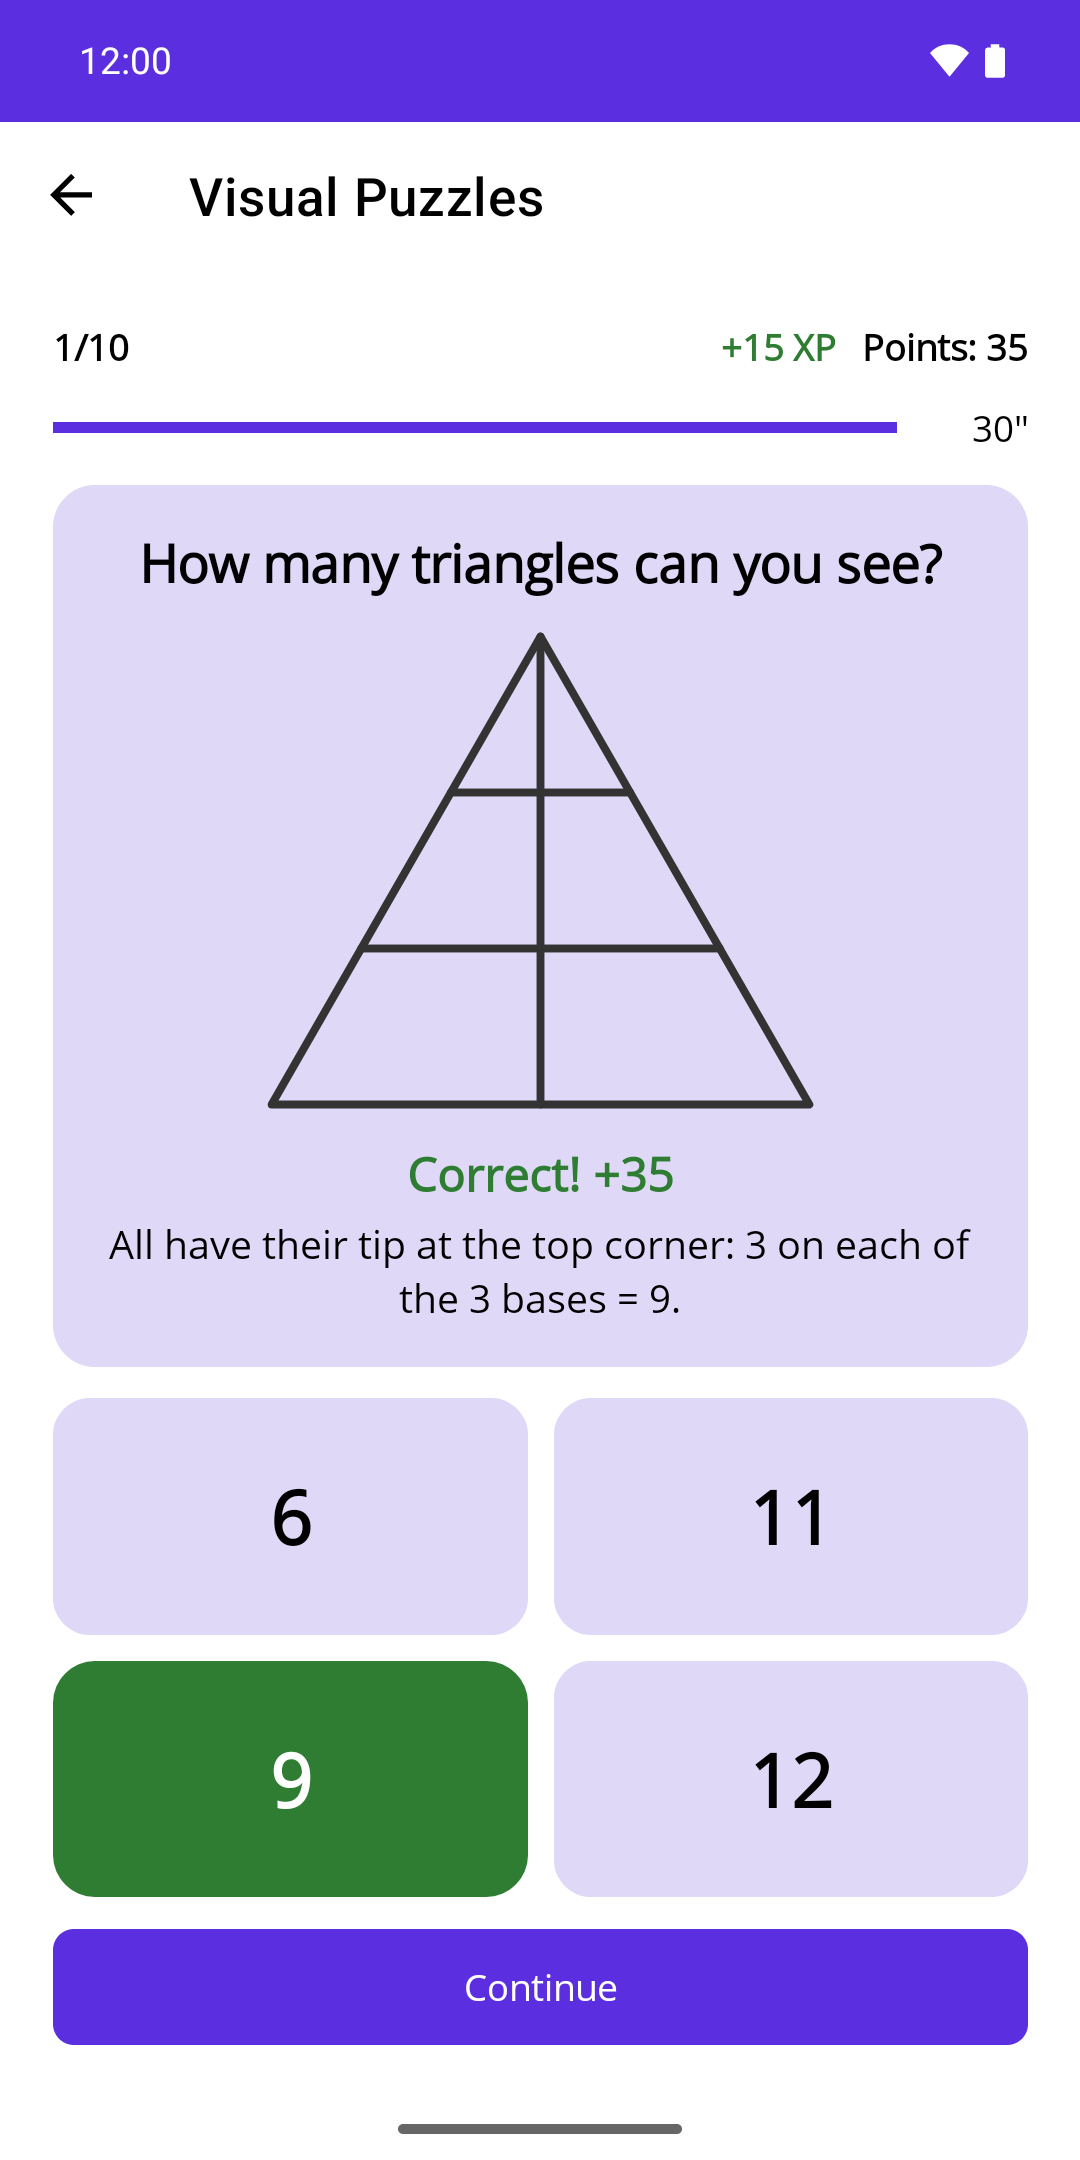 12:00
Visual Puzzles
1/10
+15 XP Points: 35
30"
How many triangles can you see?
Correct! +35
All have their tip at the top corner: 3 on each of
the 3 bases = 9.
6
11
9
12
Continue